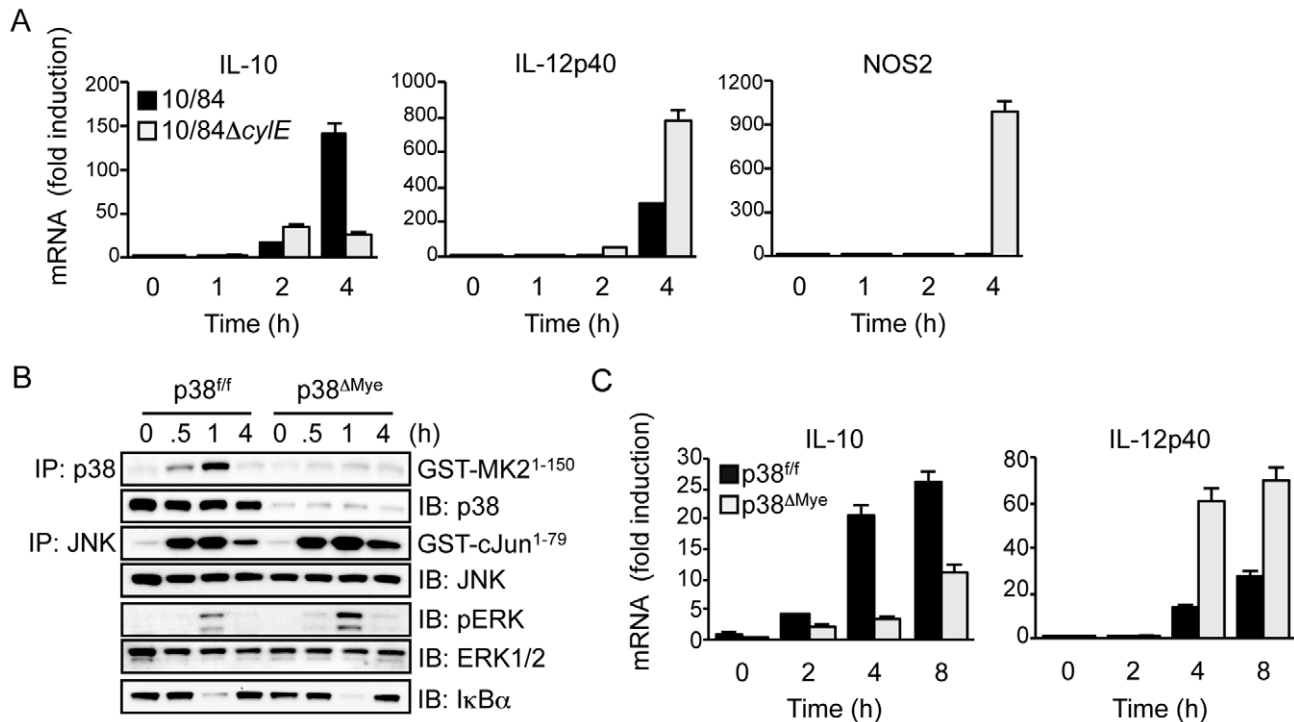 A
IL-10
IL-12p40
NOS2
mRNA (fold induction)
200
150
100
50
0
10/84
10/84ΔcylE
1000
800
600
400
200
0
1200
900
600
300
0
0 1 2 4
0 1 2 4
0 1 2 4
Time (h)
Time (h)
Time (h)
B
p38f/f p38ΔMye
0 .5 1 4 0 .5 1 4 (h)
IP: p38 GST-MK21-150
IB: p38
IP: JNK GST-cJun1-79
IB: JNK
IB: pERK
IB: ERK1/2
IB: IκBα
C
IL-10
IL-12p40
mRNA (fold induction)
30
25
20
15
10
5
0
p38f/f
p38ΔMye
80
60
40
20
0
0 2 4 8
0 2 4 8
Time (h)
Time (h)